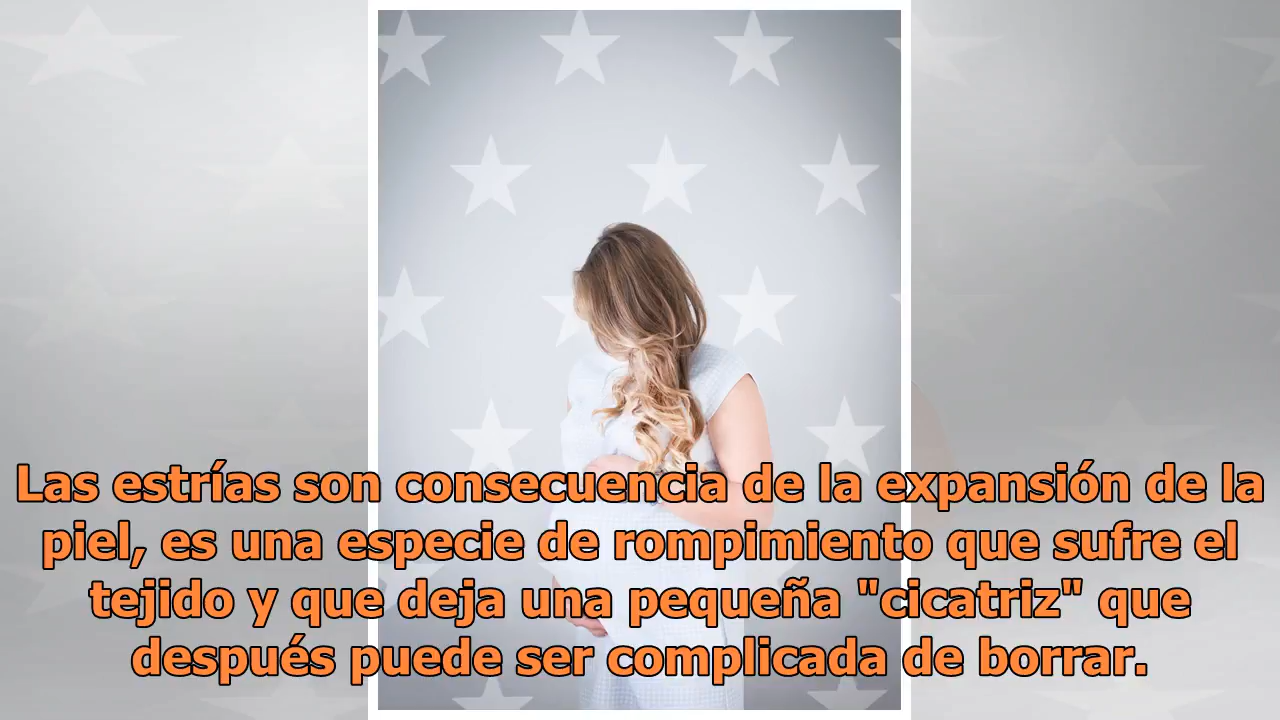 Las estrías son consecuencia de la expansión de la
piel, es una especie de rompimiento que sufre el
tejido y que deja una pequeña "cicatriz" que
después puede ser complicada de borrar.